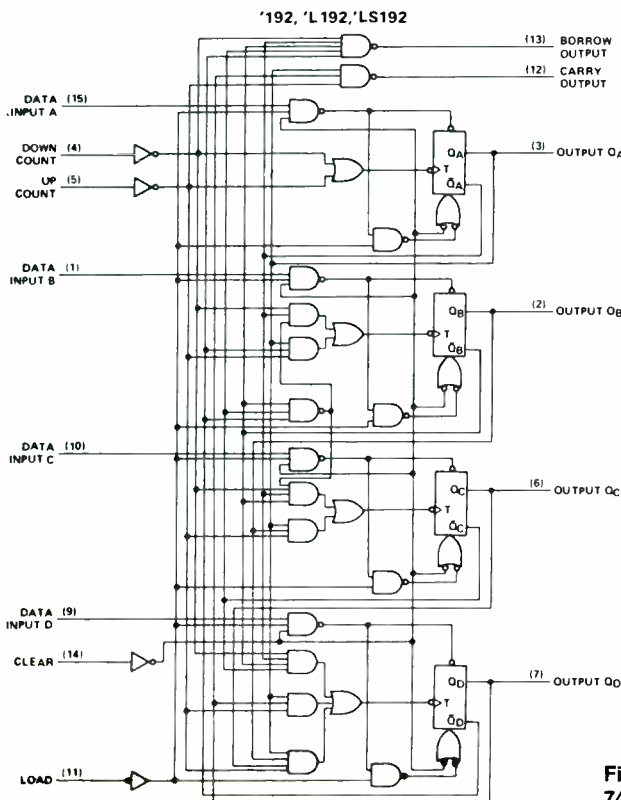 '192, 'L192,'LS192
(13) BORROW
OUTPUT
(12) CARRY
OUTPUT
DATA (15)
INPUT A
DOWN (4)
COUNT
UP (5)
COUNT
QA
T
Q̄A
(3) OUTPUT QA
DATA (1)
INPUT B
QB
T
Q̄B
(2) OUTPUT QB
DATA (10)
INPUT C
QC
T
Q̄C
(6) OUTPUT QC
DATA (9)
INPUT D
CLEAR (14)
QD
T
Q̄D
(7) OUTPUT QD
LOAD (11)
Fi